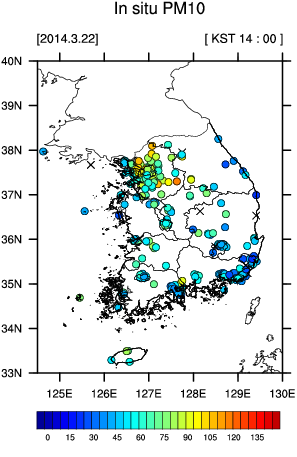 In situ PM10
[2014.3.22] [ KST 14 : 00 ]
40N
39N
38N
37N
36N
35N
34N
33N
125E 126E 127E 128E 129E 130E
0 15 30 45 60 75 90 105 120 135